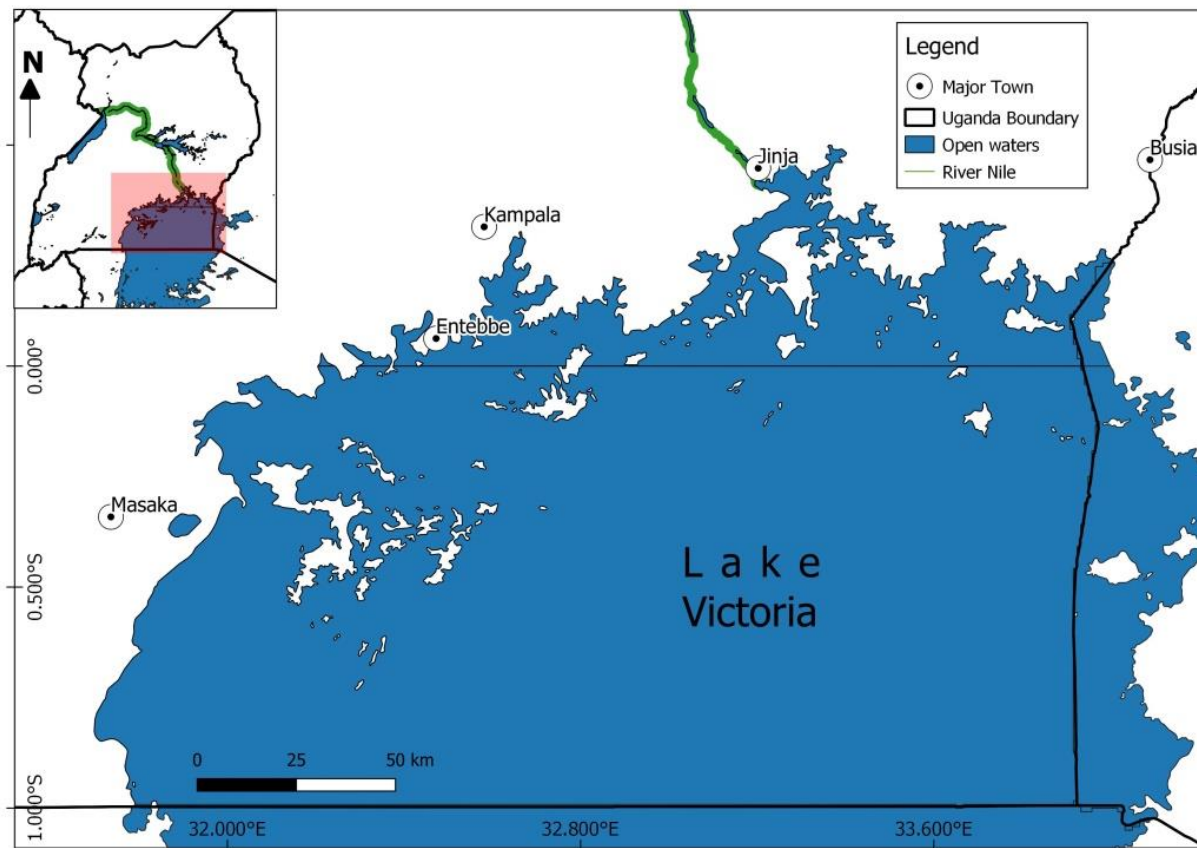 N
Legend
Major Town
Uganda Boundary
Open waters
River Nile
Busia
Jinja
Kampala
Entebbe
Masaka
Lake
Victoria
0 25 50 km
0.000°
0.500°S
1.000°S
32.000°E 32.800°E 33.600°E